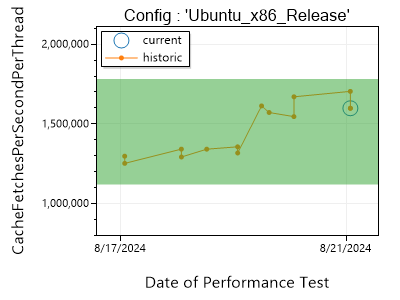 Config : 'Ubuntu_x86_Release'
CacheFetchesPerSecondPerThread
2,000,000
1,500,000
1,000,000
current
historic
8/17/2024
8/21/2024
Date of Performance Test